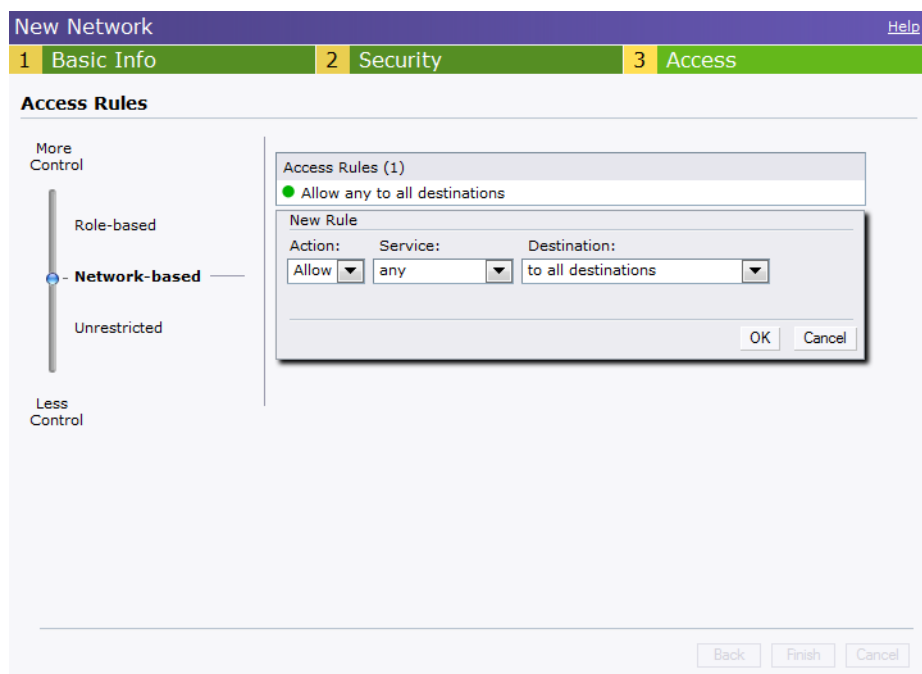 New Network
Help
1 Basic Info
2 Security
3 Access
Access Rules
More
Control
Role-based
Network-based
Unrestricted
Less
Control
Access Rules (1)
Allow any to all destinations
New Rule
Action: Service: Destination:
Allow any to all destinations
OK Cancel
Back Finish Cancel